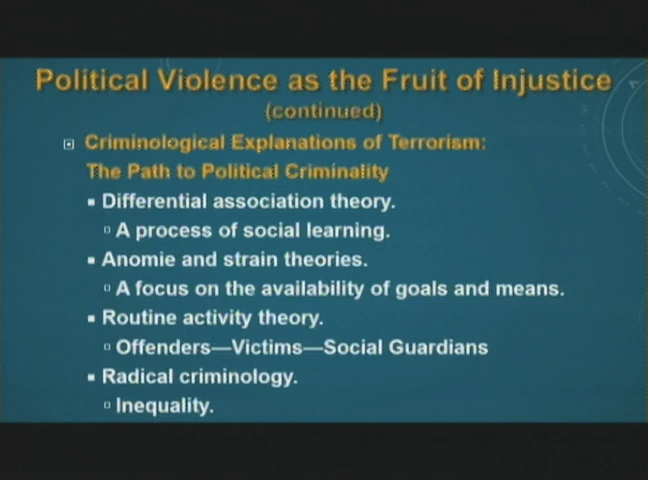 Political Violence as the Fruit of Injustice
(continued)
Criminological Explanations of Terrorism:
The Path to Political Criminality
Differential association theory.
A process of social learning.
Anomie and strain theories.
A focus on the availability of goals and means.
Routine activity theory.
Offenders—Victims—Social Guardians
Radical criminology.
Inequality.